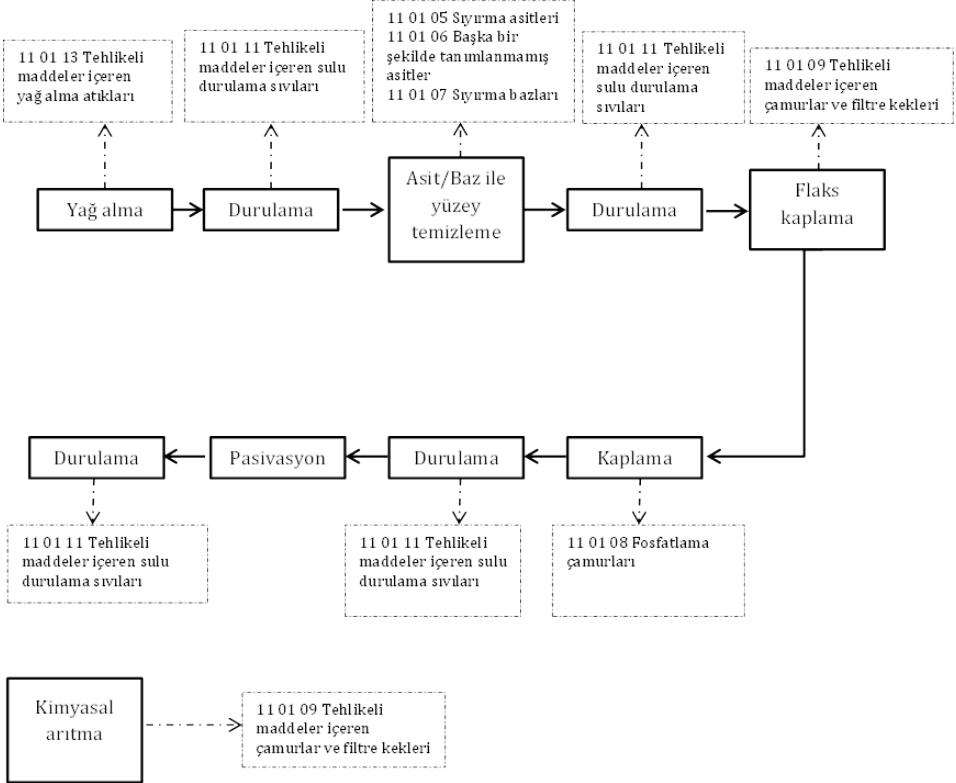 11 01 13 Tehlikeli
maddeler içeren
yağ alma atıkları
11 01 11 Tehlikeli
maddeler içeren sulu
durulama sıvıları
11 01 05 Sıyırma asitleri
11 01 06 Başka bir
şekilde tanımlanmamış
asitler
11 01 07 Sıyırma bazları
11 01 11 Tehlikeli
maddeler içeren
sulu durulama
sıvıları
11 01 09 Tehlikeli
maddeler içeren
çamurlar ve filtre kekleri
Yağ alma
Durulama
Asit/Baz ile
yüzey
temizleme
Durulama
Flaks
kaplama
Durulama
Pasivasyon
Durulama
Kaplama
11 01 11 Tehlikeli
maddeler içeren sulu
durulama sıvıları
11 01 11 Tehlikeli
maddeler içeren sulu
durulama sıvıları
11 01 08 Fosfatlama
çamurları
Kimyasal
arıtma
11 01 09 Tehlikeli
maddeler içeren
çamurlar ve filtre kekleri